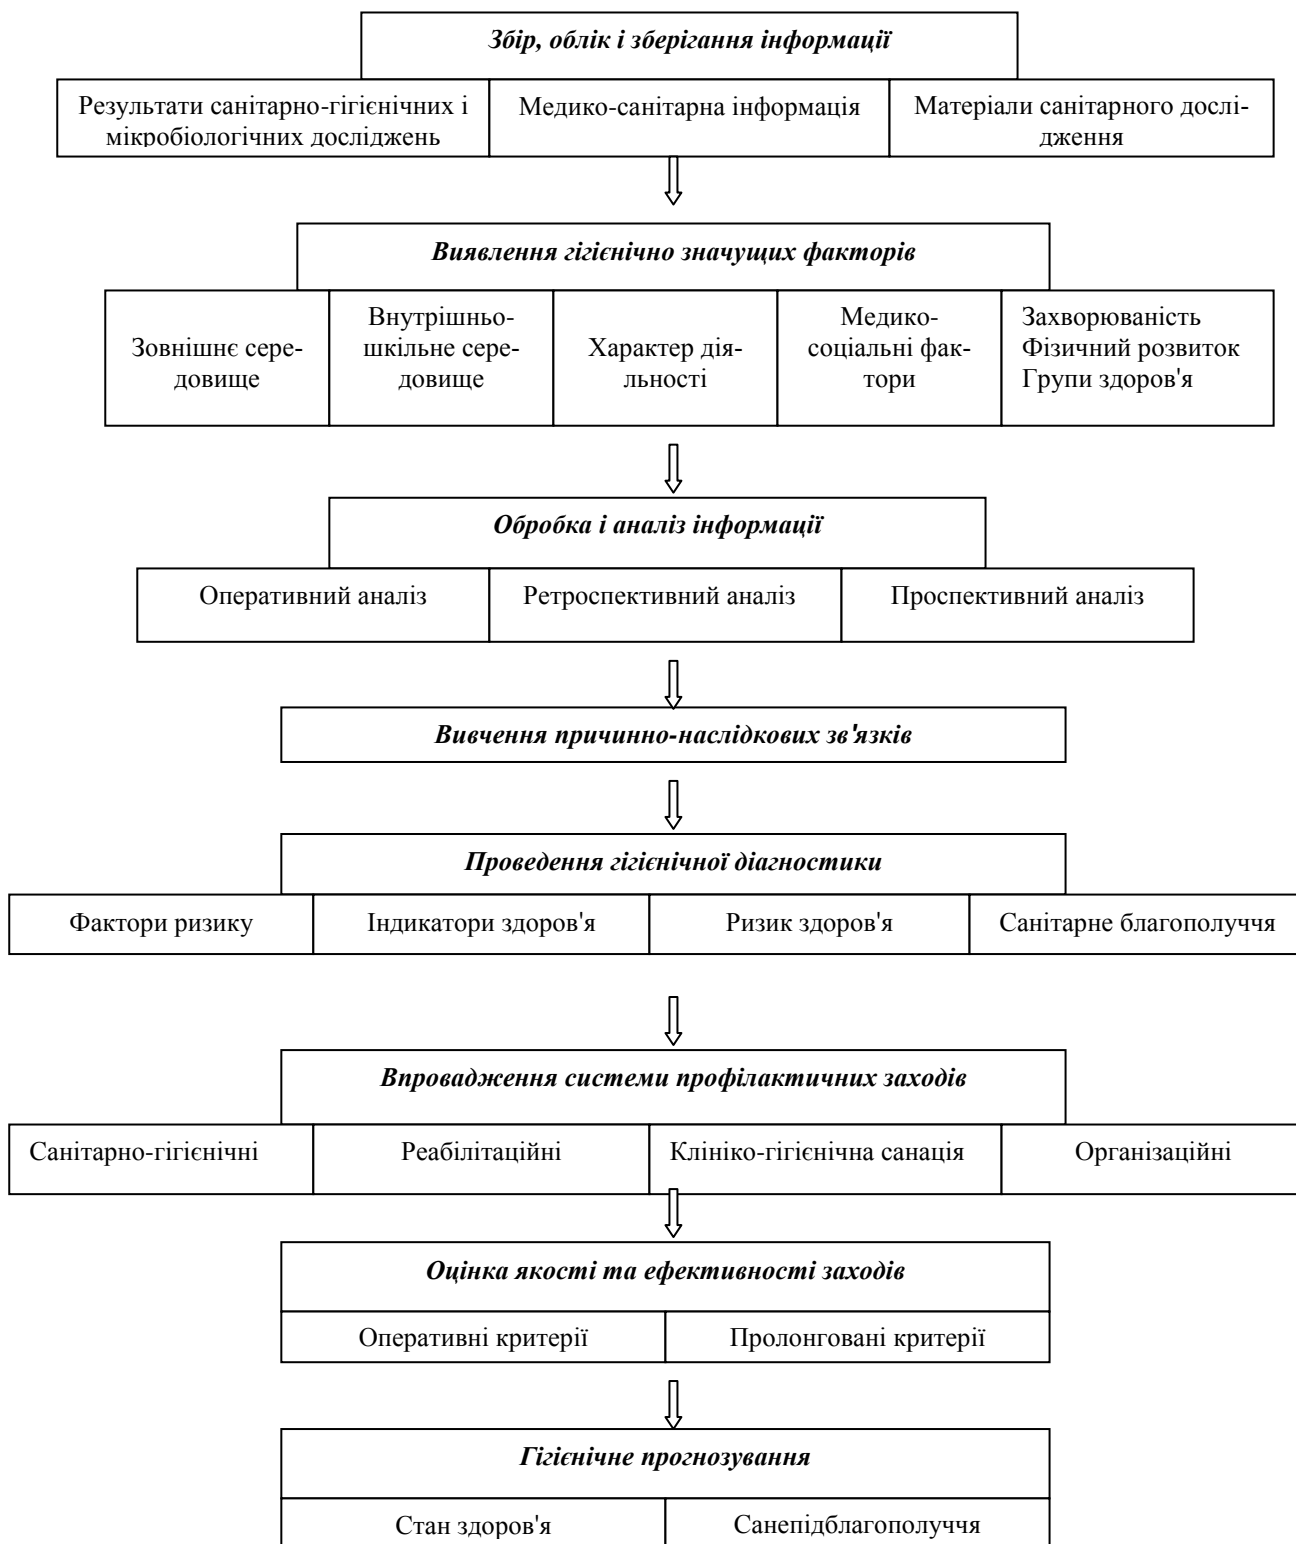 Збір, облік і зберігання інформації
Результати санітарно-гігієнічних і
мікробіологічних досліджень
Медико-санітарна інформація
Матеріали санітарного дослі-
дження
Виявлення гігієнічно значущих факторів
Зовнішнє сере-
довище
Внутрішньо-
шкільне сере-
довище
Характер дія-
льності
Медико-
соціальні фак-
тори
Захворюваність
Фізичний розвиток
Групи здоров'я
Обробка і аналіз інформації
Оперативний аналіз
Ретроспективний аналіз
Проспективний аналіз
Вивчення причинно-наслідкових зв'язків
Проведення гігієнічної діагностики
Фактори ризику
Індикатори здоров'я
Ризик здоров'я
Санітарне благополуччя
Впровадження системи профілактичних заходів
Санітарно-гігієнічні
Реабілітаційні
Клініко-гігієнічна санація
Організаційні
Оцінка якості та ефективності заходів
Оперативні критерії
Пролонговані критерії
Гігієнічне прогнозування
Стан здоров'я
Санепідблагополуччя